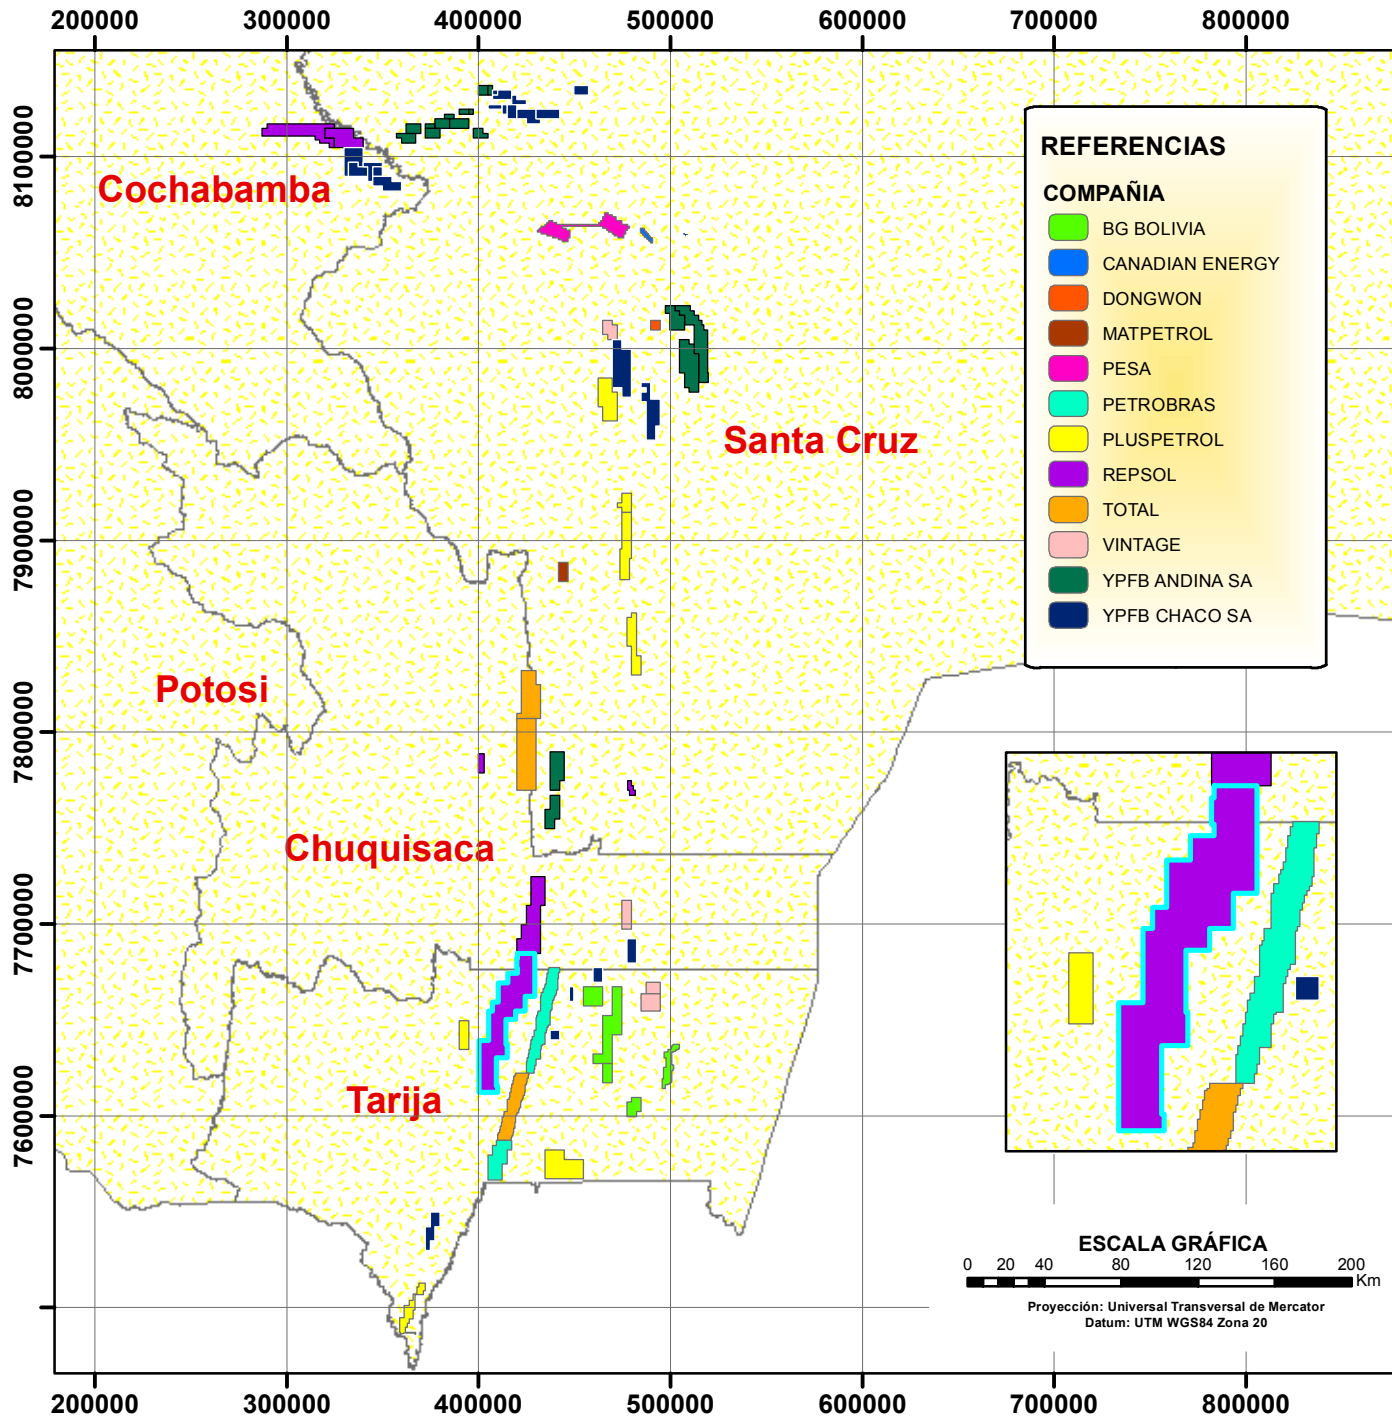 200000 300000 400000 500000 600000 700000 800000
8100000
8000000
7900000
7800000
7700000
7600000
Cochabamba
Santa Cruz
Potosi
Chuquisaca
Tarija
REFERENCIAS
COMPAÑIA
BG BOLIVIA
CANADIAN ENERGY
DONGWON
MATPETROL
PESA
PETROBRAS
PLUSPETROL
REPSOL
TOTAL
VINTAGE
YPFB ANDINA SA
YPFB CHACO SA
ESCALA GRÁFICA
0 20 40 80 120 160 200
Km
Proyección: Universal Transversal de Mercator
Datum: UTM WGS84 Zona 20
200000 300000 400000 500000 600000 700000 800000